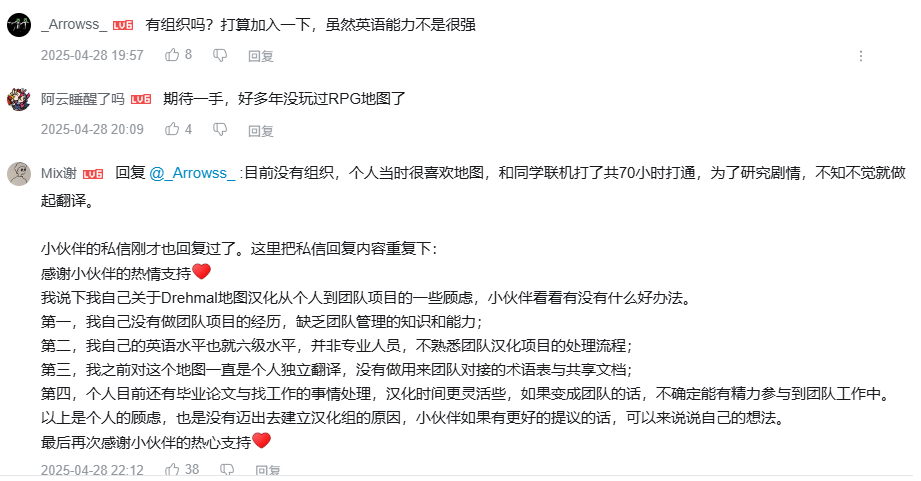 _Arrowss_ LV6 有组织吗？打算加入一下，虽然英语能力不是很强
2025-04-28 19:57 8 回复
阿云睡醒了吗 LV6 期待一手，好多年没玩过RPG地图了
2025-04-28 20:09 4 回复
Mix谢 LV6 回复 @_Arrowss_ :目前没有组织，个人当时很喜欢地图，和同学联机打了共70小时打通，为了研究剧情，不知不觉就做
起翻译。
小伙伴的私信刚才也回复过了。这里把私信回复内容重复下：
感谢小伙伴的热情支持❤️
我说下我自己关于Drehmal地图汉化从个人到团队项目的一些顾虑，小伙伴看看有没有什么好办法。
第一，我自己没有做团队项目的经历，缺乏团队管理的知识和能力；
第二，我自己的英语水平也就六级水平，并非专业人员，不熟悉团队汉化项目的处理流程；
第三，我之前对这个地图一直是个人独立翻译，没有做用来团队对接的术语表与共享文档；
第四，个人目前还有毕业论文与找工作的事情处理，汉化时间更灵活些，如果变成团队的话，不确定能有精力参与到团队工作中。
以上是个人的顾虑，也是没有迈出去建立汉化组的原因，小伙伴如果有更好的提议的话，可以来说说自己的想法。
最后再次感谢小伙伴的热心支持❤️
2025-04-28 22:12 38 回复